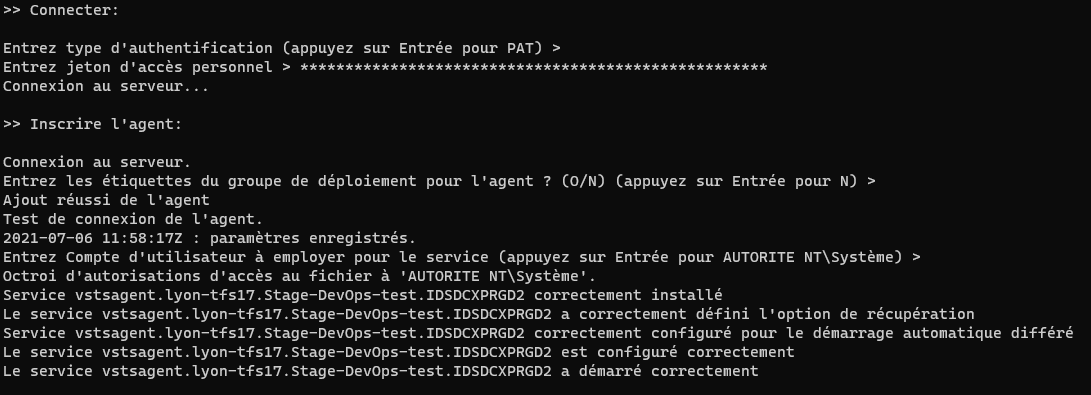 >> Connecter:
Entrez type d'authentification (appuyez sur Entrée pour PAT) >
Entrez jeton d'accès personnel > ****************************************************
Connexion au serveur...
>> Inscrire l'agent:
Connexion au serveur.
Entrez les étiquettes du groupe de déploiement pour l'agent ? (O/N) (appuyez sur Entrée pour N) >
Ajout réussi de l'agent
Test de connexion de l'agent.
2021-07-06 11:58:17Z : paramètres enregistrés.
Entrez Compte d'utilisateur à employer pour le service (appuyez sur Entrée pour AUTORITE NT\Système) >
Octroi d'autorisations d'accès au fichier à 'AUTORITE NT\Système'.
Service vstsagent.lyon-tfs17.Stage-DevOps-test.IDSDCXPRGD2 correctement installé
Le service vstsagent.lyon-tfs17.Stage-DevOps-test.IDSDCXPRGD2 a correctement défini l'option de récupération
Service vstsagent.lyon-tfs17.Stage-DevOps-test.IDSDCXPRGD2 correctement configuré pour le démarrage automatique différé
Le service vstsagent.lyon-tfs17.Stage-DevOps-test.IDSDCXPRGD2 est configuré correctement
Le service vstsagent.lyon-tfs17.Stage-DevOps-test.IDSDCXPRGD2 a démarré correctement